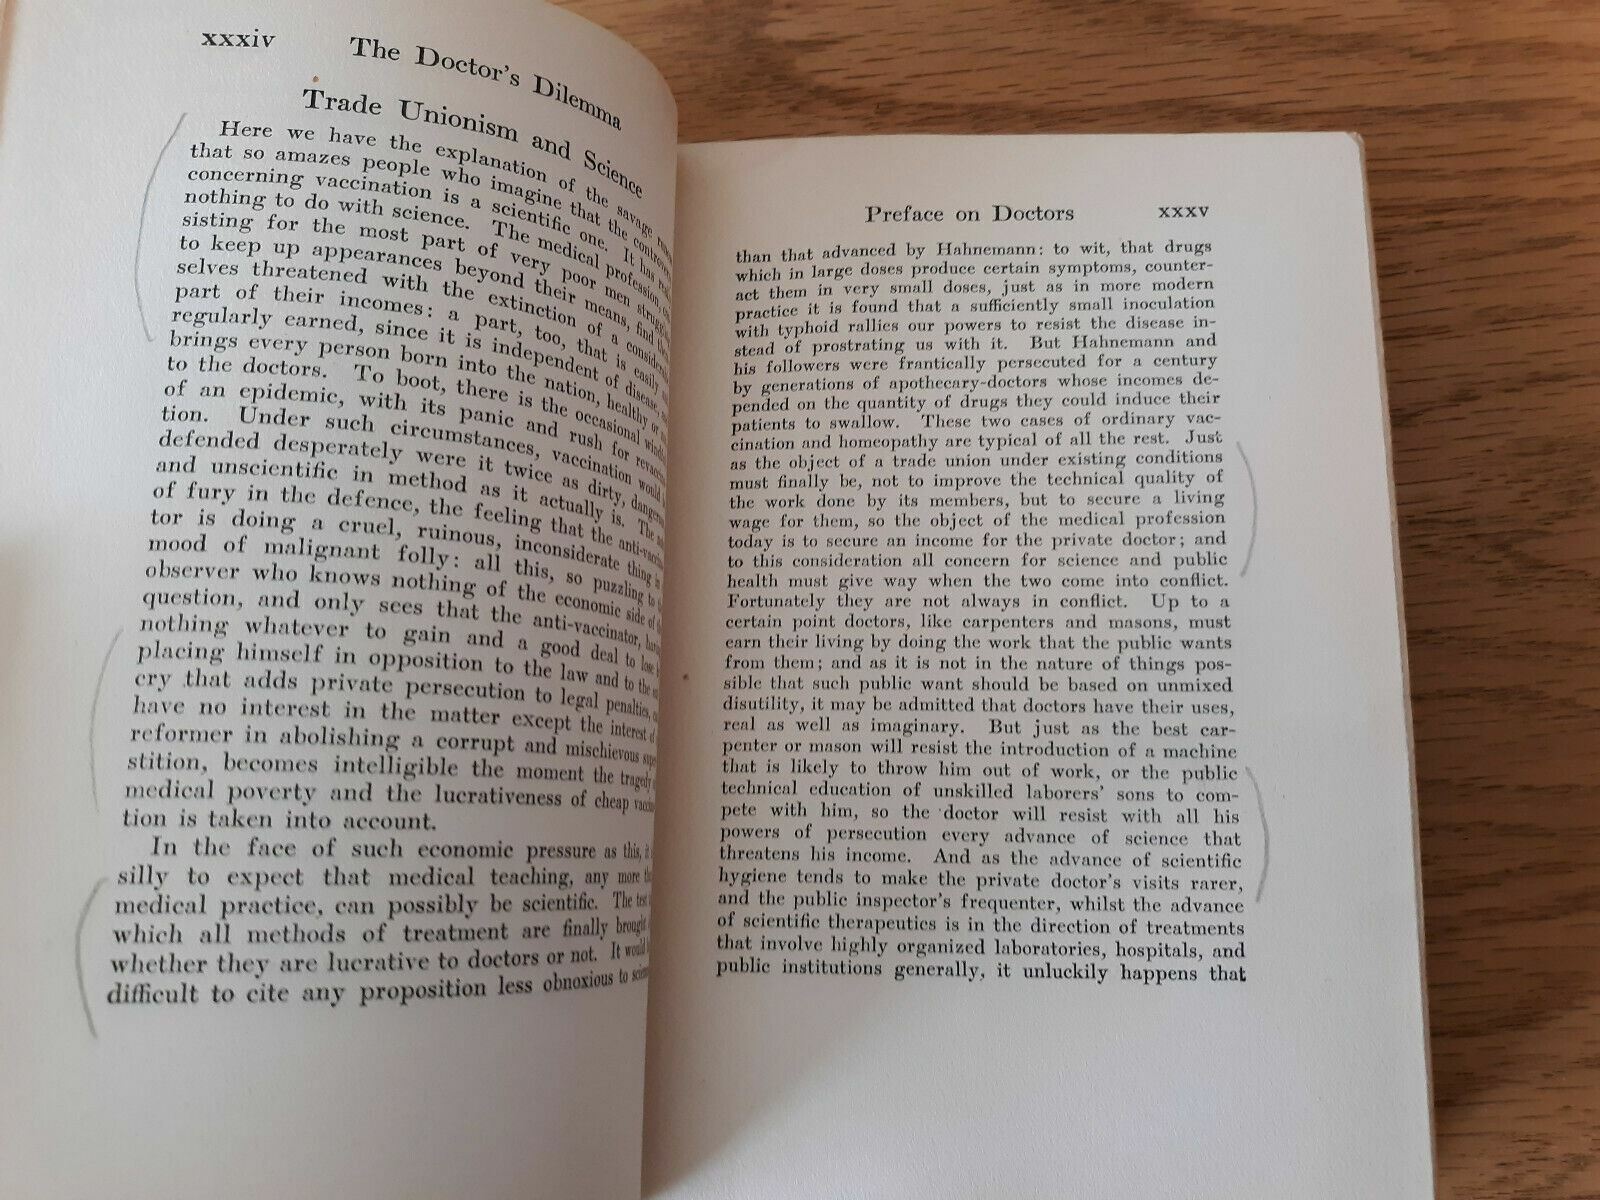 xxxiv The Doctor's Dilemma
Trade Unionism and Science
Here we have the explanation of the savage
that so amazes people who imagine that the
concerning vaccination is a scientific one. It has
nothing to do with science. The medical profession,
sisting for the most part of very poor men
to keep up appearances beyond their means, find
selves threatened with the extinction of a
part of their incomes: a part, too, that is easily
regularly earned, since it is independent of disease,
brings every person born into the nation, healthy or
to the doctors. To boot, there is the occasional
of an epidemic, with its panic and rush for
tion. Under such circumstances, vaccination would
defended desperately were it twice as dirty,
and unscientific in method as it actually is. The
of fury in the defence, the feeling that the
tor is doing a cruel, ruinous, inconsiderate thing in
mood of malignant folly: all this, so puzzling to
observer who knows nothing of the economic side of
question, and only sees that the anti-vaccinator,
nothing whatever to gain and a good deal to lose
placing himself in opposition to the law and to the
cry that adds private persecution to legal penalties,
have no interest in the matter except the interest of
reformer in abolishing a corrupt and mischievous
stition, becomes intelligible the moment the tragedy
medical poverty and the lucrativeness of cheap
tion is taken into account.
In the face of such economic pressure as this, it
silly to expect that medical teaching, any more
medical practice, can possibly be scientific. The test
which all methods of treatment are finally brought
whether they are lucrative to doctors or not. It would
difficult to cite any proposition less obnoxious to
Preface on Doctors xxxv
than that advanced by Hahnemann: to wit, that drugs
which in large doses produce certain symptoms, counter-
act them in very small doses, just as in more modern
practice it is found that a sufficiently small inoculation
with typhoid rallies our powers to resist the disease in-
stead of prostrating us with it. But Hahnemann and
his followers were frantically persecuted for a century
by generations of apothecary-doctors whose incomes de-
pended on the quantity of drugs they could induce their
patients to swallow. These two cases of ordinary vac-
cination and homeopathy are typical of all the rest. Just
as the object of a trade union under existing conditions
must finally be, not to improve the technical quality of
the work done by its members, but to secure a living
wage for them, so the object of the medical profession
today is to secure an income for the private doctor; and
to this consideration all concern for science and public
health must give way when the two come into conflict.
Fortunately they are not always in conflict. Up to a
certain point doctors, like carpenters and masons, must
earn their living by doing the work that the public wants
from them; and as it is not in the nature of things pos-
sible that such public want should be based on unmixed
disutility, it may be admitted that doctors have their uses,
real as well as imaginary. But just as the best car-
penter or mason will resist the introduction of a machine
that is likely to throw him out of work, or the public
technical education of unskilled laborers' sons to com-
pete with him, so the doctor will resist with all his
powers of persecution every advance of science that
threatens his income. And as the advance of scientific
hygiene tends to make the private doctor's visits rarer,
and the public inspector's frequenter, whilst the advance
of scientific therapeutics is in the direction of treatments
that involve highly organized laboratories, hospitals, and
public institutions generally, it unluckily happens that